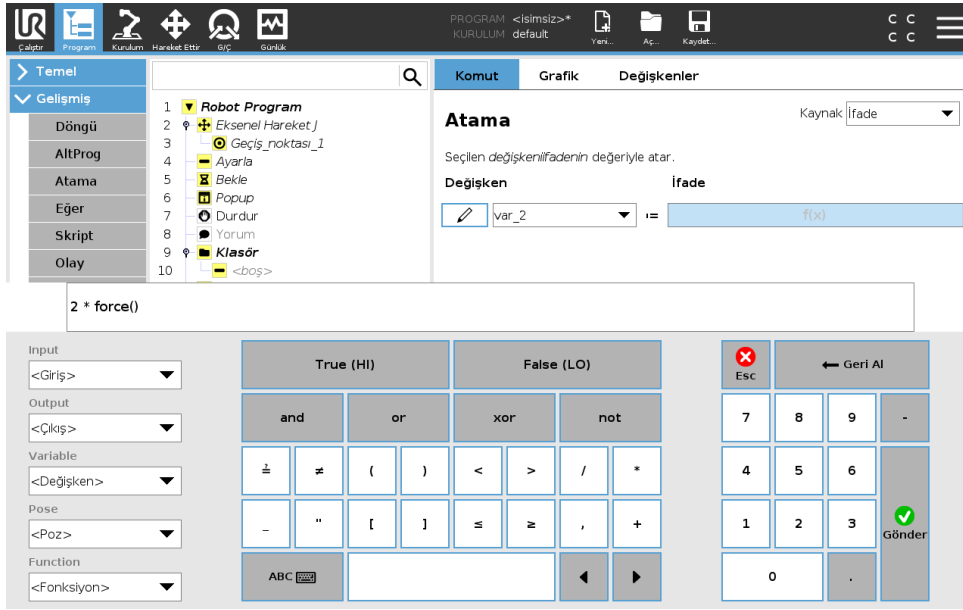 PROGRAM <isimsiz>*
KURULUM default
Çalıştır Program Kurulum Hareket Ettir G/Ç Günlük Yeni... Aç... Kaydet...
C C
C C
Temel
Gelişmiş
Döngü
AltProg
Atama
Eğer
Skript
Olay
1 Robot Program
2 Eksenel Hareket J
3 Geçiş_noktası_1
4 Ayarla
5 Bekle
6 Popup
7 Durdur
8 Yorum
9 Klasör
10 <boş>
Komut Grafik Değişkenler
Atama
Kaynak İfade
Seçilen değişkeniifadenin değeriyle atar.
Değişken İfade
var_2 := f(x)
2 * force()
Input
<Giriş>
Output
<Çıkış>
Variable
<Değişken>
Pose
<Poz>
Function
<Fonksiyon>
True (HI) False (LO)
and or xor not
≟ ≠ ( ) < > / *
_ " [ ] ≤ ≥ , +
ABC
Esc Geri Al
7 8 9 -
4 5 6
1 2 3 Gönder
0 .